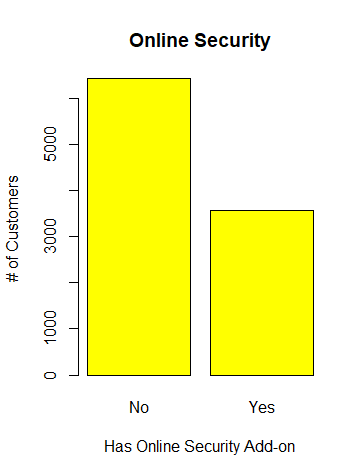 Online Security
# of Customers
5000
3000
1000
0
No Yes
Has Online Security Add-on